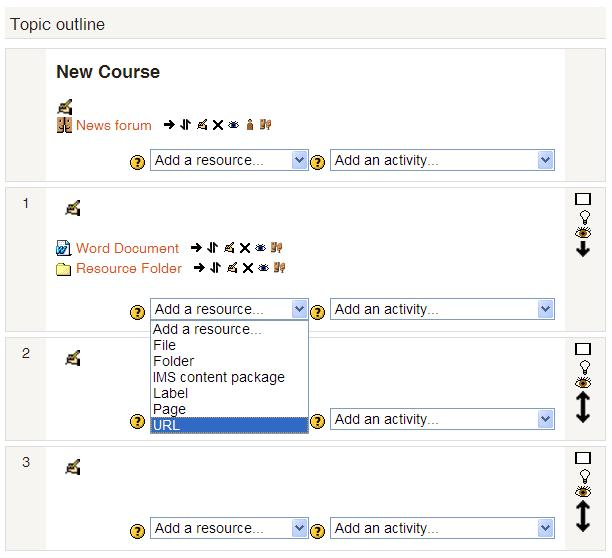 Topic outline
New Course
News forum
Add a resource... Add an activity...
1
Word Document
Resource Folder
Add a resource... Add an activity...
Add a resource...
File
Folder
IMS content package
Label
Page
URL
2
Add an activity...
3
Add a resource... Add an activity...